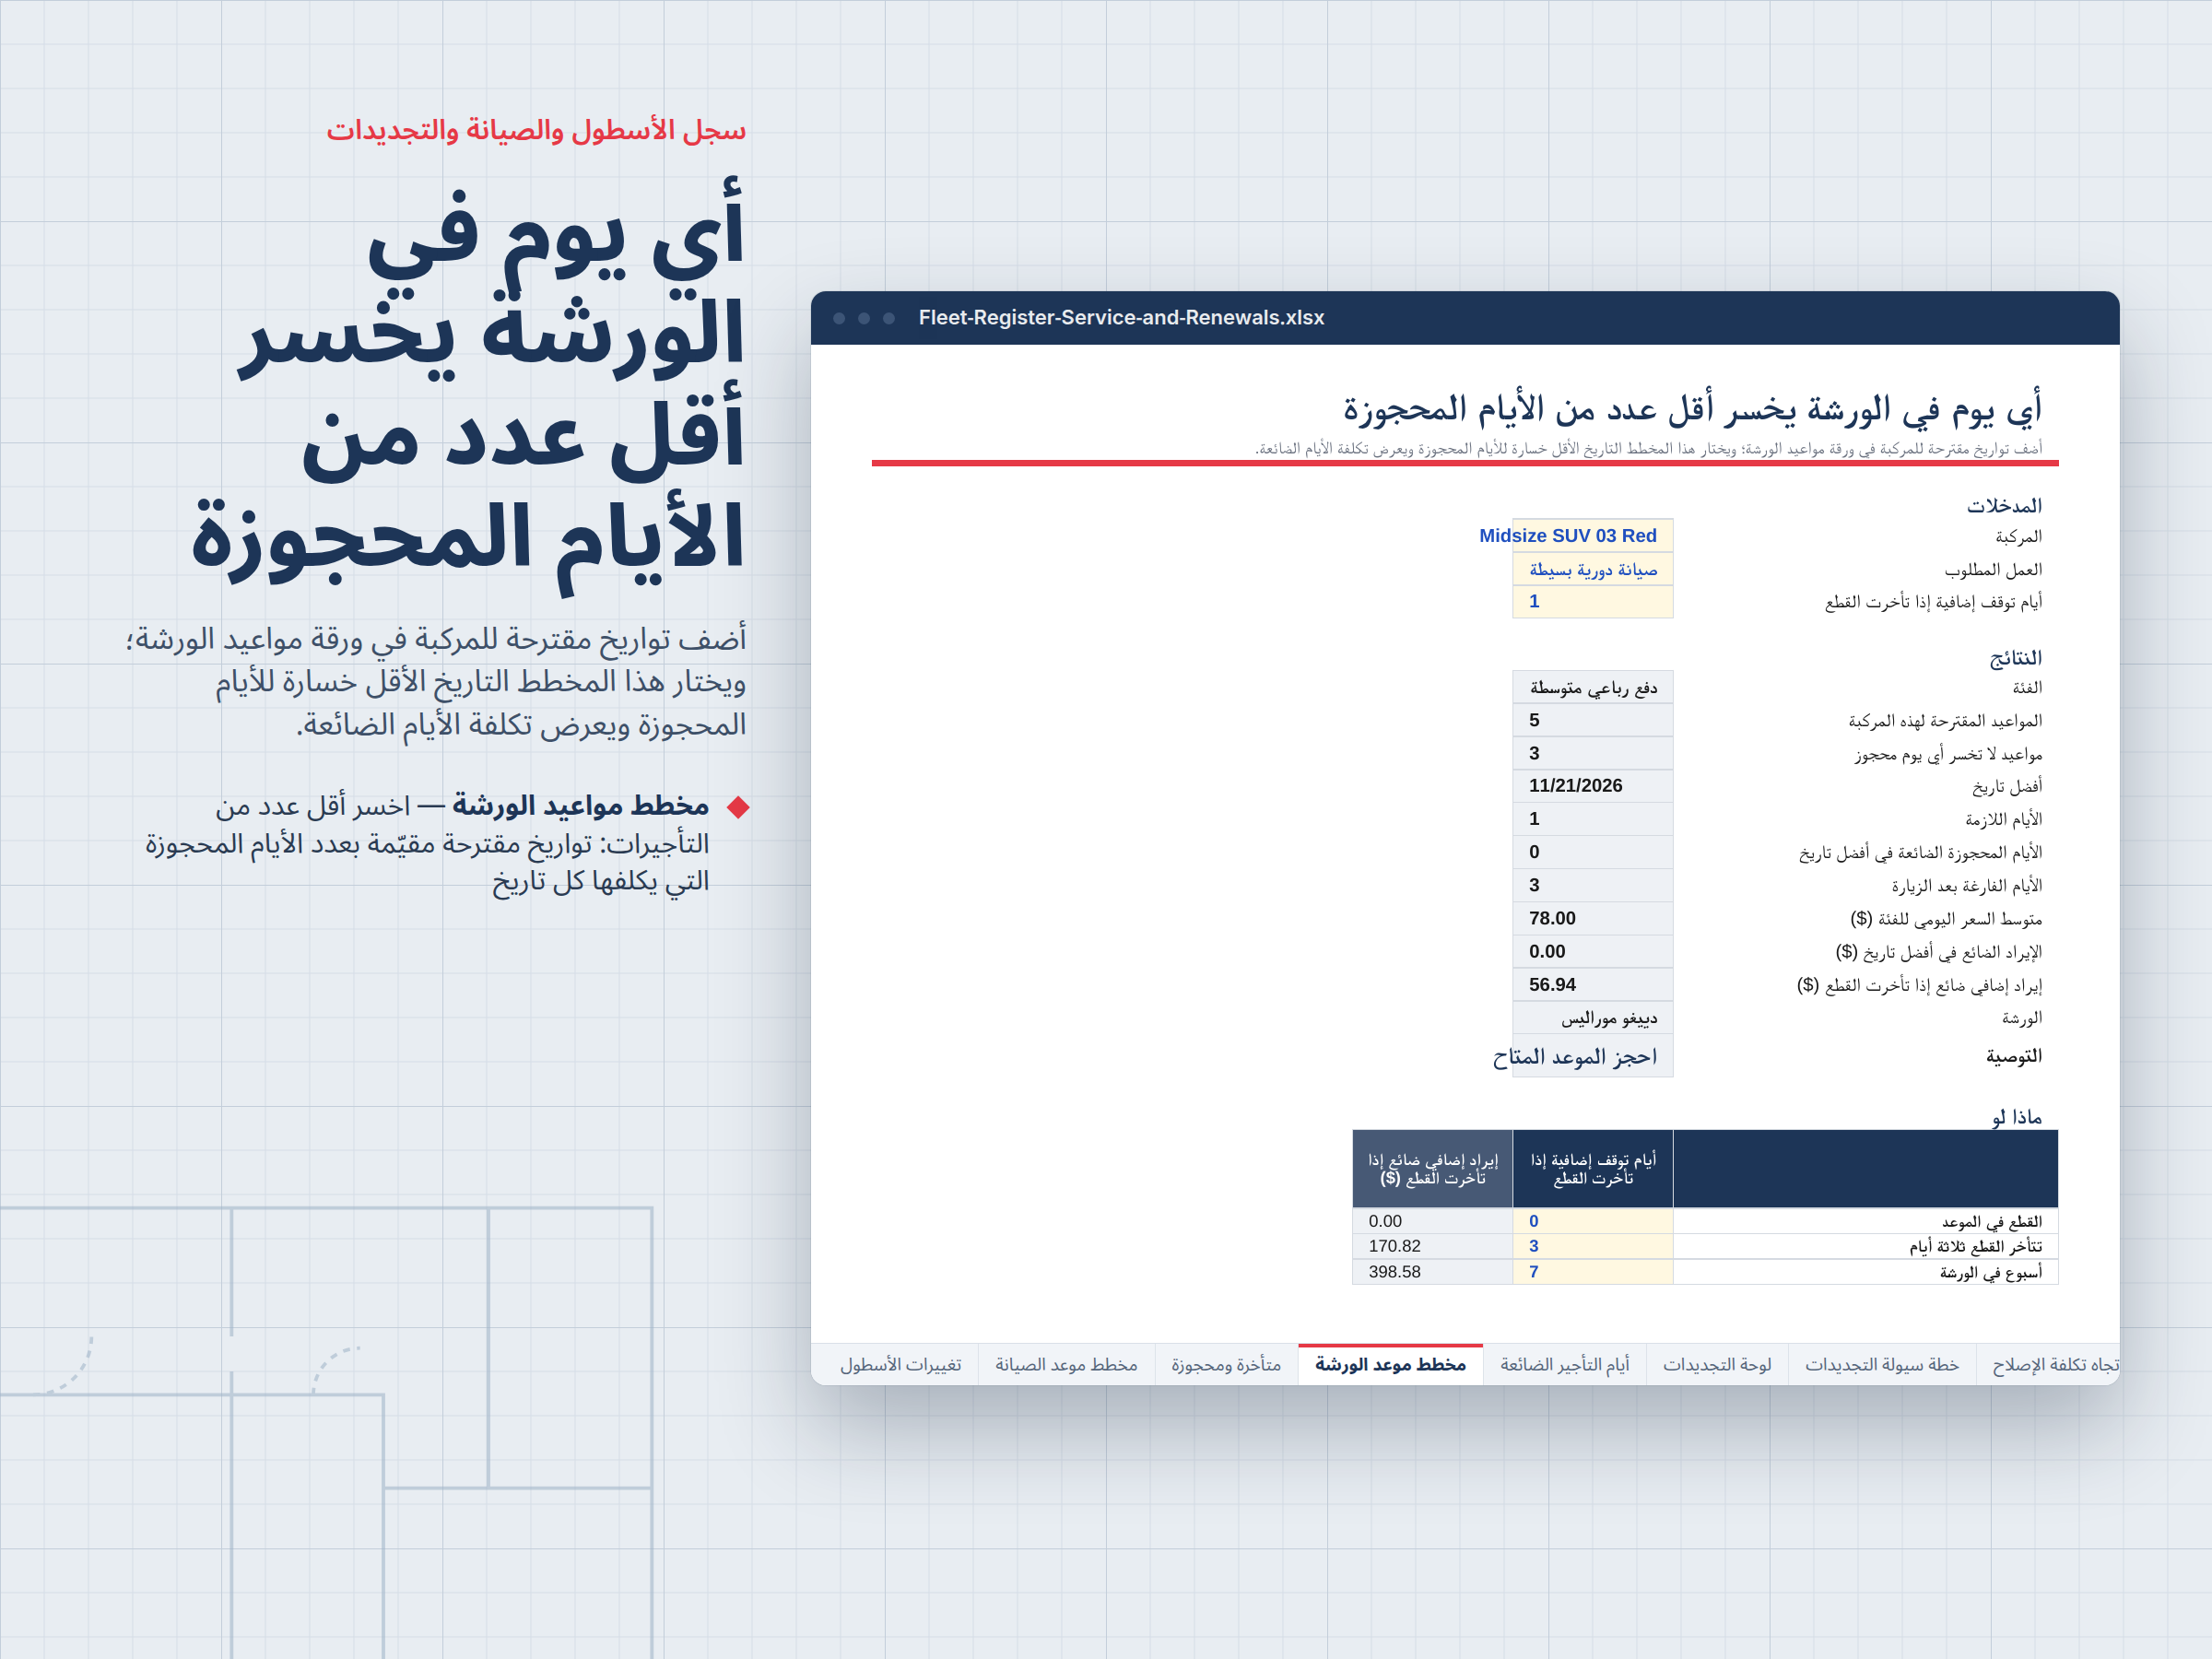 سجل الأسطول والصيانة والتجديدات
أي يوم في
الورشة يخسر
أقل عدد من
الأيام المحجوزة
أضف تواريخ مقترحة للمركبة في ورقة مواعيد الورشة؛
ويختار هذا المخطط التاريخ الأقل خسارة للأيام
المحجوزة ويعرض تكلفة الأيام الضائعة.
مخطط مواعيد الورشة — اخسر أقل عدد من
التأجيرات: تواريخ مقترحة مقيّمة بعدد الأيام المحجوزة
التي يكلفها كل تاريخ
Fleet-Register-Service-and-Renewals.xlsx
أي يوم في الورشة يخسر أقل عدد من الأيام المحجوزة
أضف تواريخ مقترحة للمركبة في ورقة مواعيد الورشة؛ ويختار هذا المخطط التاريخ الأقل خسارة للأيام المحجوزة ويعرض تكلفة الأيام الضائعة.
المدخلات
المركبة Midsize SUV 03 Red
العمل المطلوب صيانة دورية بسيطة
أيام توقف إضافية إذا تأخرت القطع 1
النتائج
الفئة دفع رباعي متوسطة
المواعيد المقترحة لهذه المركبة 5
مواعيد لا تخسر أي يوم محجوز 3
أفضل تاريخ 11/21/2026
الأيام اللازمة 1
الأيام المحجوزة الضائعة في أفضل تاريخ 0
الأيام الفارغة بعد الزيارة 3
متوسط السعر اليومي للفئة ($) 78.00
الإيراد الضائع في أفضل تاريخ ($) 0.00
إيراد إضافي ضائع إذا تأخرت القطع ($) 56.94
الورشة دييغو موراليس
التوصية احجز الموعد المتاح
ماذا لو
أيام توقف إضافية إذا تأخرت القطع إيراد إضافي ضائع إذا تأخرت القطع ($)
القطع في الموعد 0 0.00
تتأخر القطع ثلاثة أيام 3 170.82
أسبوع في الورشة 7 398.58
تجاه تكلفة الإصلاح خطة سيولة التجديدات لوحة التجديدات أيام التأجير الضائعة مخطط موعد الورشة متأخرة ومحجوزة مخطط موعد الصيانة تغييرات الأسطول